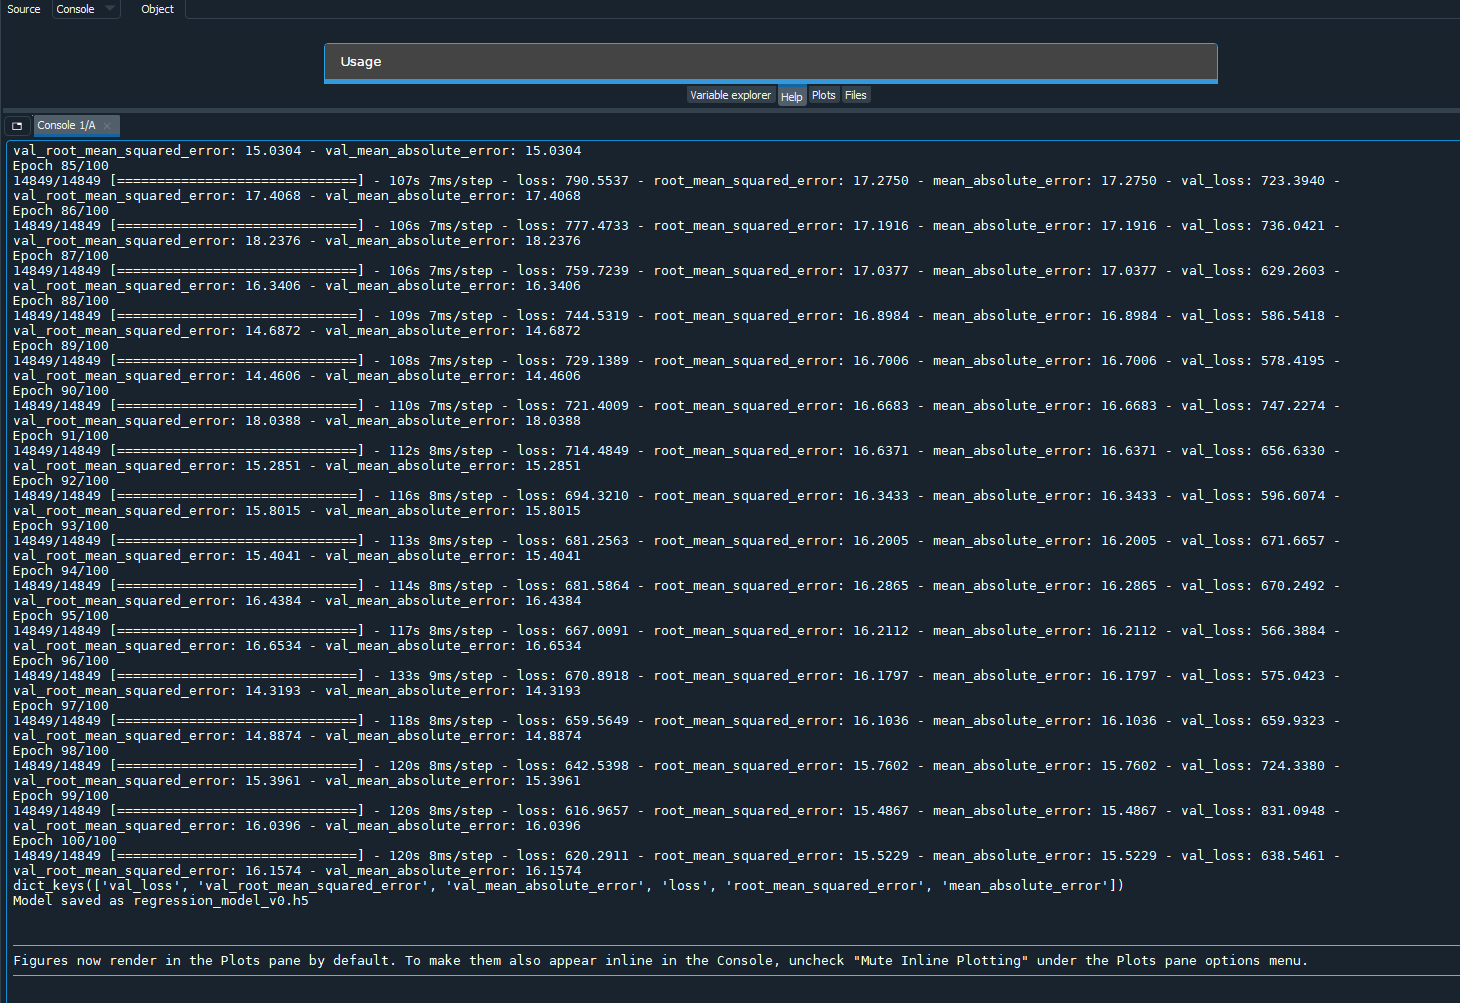 Source Console Object
Usage
Variable explorer Help Plots Files
Console 1/A
val_root_mean_squared_error: 15.0304 - val_mean_absolute_error: 15.0304
Epoch 85/100
14849/14849 [==============================] - 107s 7ms/step - loss: 790.5537 - root_mean_squared_error: 17.2750 - mean_absolute_error: 17.2750 - val_loss: 723.3940 -
val_root_mean_squared_error: 17.4068 - val_mean_absolute_error: 17.4068
Epoch 86/100
14849/14849 [==============================] - 106s 7ms/step - loss: 777.4733 - root_mean_squared_error: 17.1916 - mean_absolute_error: 17.1916 - val_loss: 736.0421 -
val_root_mean_squared_error: 18.2376 - val_mean_absolute_error: 18.2376
Epoch 87/100
14849/14849 [==============================] - 106s 7ms/step - loss: 759.7239 - root_mean_squared_error: 17.0377 - mean_absolute_error: 17.0377 - val_loss: 629.2603 -
val_root_mean_squared_error: 16.3406 - val_mean_absolute_error: 16.3406
Epoch 88/100
14849/14849 [==============================] - 109s 7ms/step - loss: 744.5319 - root_mean_squared_error: 16.8984 - mean_absolute_error: 16.8984 - val_loss: 586.5418 -
val_root_mean_squared_error: 14.6872 - val_mean_absolute_error: 14.6872
Epoch 89/100
14849/14849 [==============================] - 108s 7ms/step - loss: 729.1389 - root_mean_squared_error: 16.7006 - mean_absolute_error: 16.7006 - val_loss: 578.4195 -
val_root_mean_squared_error: 14.4606 - val_mean_absolute_error: 14.4606
Epoch 90/100
14849/14849 [==============================] - 110s 7ms/step - loss: 721.4009 - root_mean_squared_error: 16.6683 - mean_absolute_error: 16.6683 - val_loss: 747.2274 -
val_root_mean_squared_error: 18.0388 - val_mean_absolute_error: 18.0388
Epoch 91/100
14849/14849 [==============================] - 112s 8ms/step - loss: 714.4849 - root_mean_squared_error: 16.6371 - mean_absolute_error: 16.6371 - val_loss: 656.6330 -
val_root_mean_squared_error: 15.2851 - val_mean_absolute_error: 15.2851
Epoch 92/100
14849/14849 [==============================] - 116s 8ms/step - loss: 694.3210 - root_mean_squared_error: 16.3433 - mean_absolute_error: 16.3433 - val_loss: 596.6074 -
val_root_mean_squared_error: 15.8015 - val_mean_absolute_error: 15.8015
Epoch 93/100
14849/14849 [==============================] - 113s 8ms/step - loss: 681.2563 - root_mean_squared_error: 16.2005 - mean_absolute_error: 16.2005 - val_loss: 671.6657 -
val_root_mean_squared_error: 15.4041 - val_mean_absolute_error: 15.4041
Epoch 94/100
14849/14849 [==============================] - 114s 8ms/step - loss: 681.5864 - root_mean_squared_error: 16.2865 - mean_absolute_error: 16.2865 - val_loss: 670.2492 -
val_root_mean_squared_error: 16.4384 - val_mean_absolute_error: 16.4384
Epoch 95/100
14849/14849 [==============================] - 117s 8ms/step - loss: 667.0091 - root_mean_squared_error: 16.2112 - mean_absolute_error: 16.2112 - val_loss: 566.3884 -
val_root_mean_squared_error: 16.6534 - val_mean_absolute_error: 16.6534
Epoch 96/100
14849/14849 [==============================] - 133s 9ms/step - loss: 670.8918 - root_mean_squared_error: 16.1797 - mean_absolute_error: 16.1797 - val_loss: 575.0423 -
val_root_mean_squared_error: 14.3193 - val_mean_absolute_error: 14.3193
Epoch 97/100
14849/14849 [==============================] - 118s 8ms/step - loss: 659.5649 - root_mean_squared_error: 16.1036 - mean_absolute_error: 16.1036 - val_loss: 659.9323 -
val_root_mean_squared_error: 14.8874 - val_mean_absolute_error: 14.8874
Epoch 98/100
14849/14849 [==============================] - 120s 8ms/step - loss: 642.5398 - root_mean_squared_error: 15.7602 - mean_absolute_error: 15.7602 - val_loss: 724.3380 -
val_root_mean_squared_error: 15.3961 - val_mean_absolute_error: 15.3961
Epoch 99/100
14849/14849 [==============================] - 120s 8ms/step - loss: 616.9657 - root_mean_squared_error: 15.4867 - mean_absolute_error: 15.4867 - val_loss: 831.0948 -
val_root_mean_squared_error: 16.0396 - val_mean_absolute_error: 16.0396
Epoch 100/100
14849/14849 [==============================] - 120s 8ms/step - loss: 620.2911 - root_mean_squared_error: 15.5229 - mean_absolute_error: 15.5229 - val_loss: 638.5461 -
val_root_mean_squared_error: 16.1574 - val_mean_absolute_error: 16.1574
dict_keys(['val_loss', 'val_root_mean_squared_error', 'val_mean_absolute_error', 'loss', 'root_mean_squared_error', 'mean_absolute_error'])
Model saved as regression_model_v0.h5
Figures now render in the Plots pane by default. To make them also appear inline in the Console, uncheck "Mute Inline Plotting" under the Plots pane options menu.